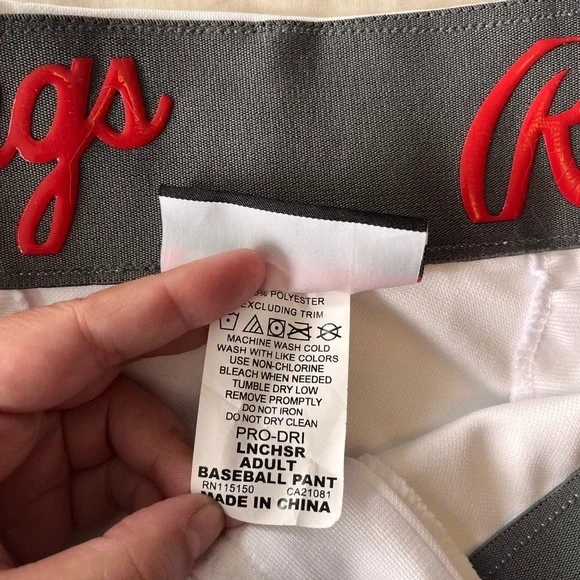 gs R
% POLYESTER
EXCLUDING TRIM
MACHINE WASH COLD
WASH WITH LIKE COLORS
USE NON-CHLORINE
BLEACH WHEN NEEDED
TUMBLE DRY LOW
REMOVE PROMPTLY
DO NOT IRON
DO NOT DRY CLEAN
PRO-DRI
LNCHSR
ADULT
BASEBALL PANT
RN115150 CA21081
MADE IN CHINA